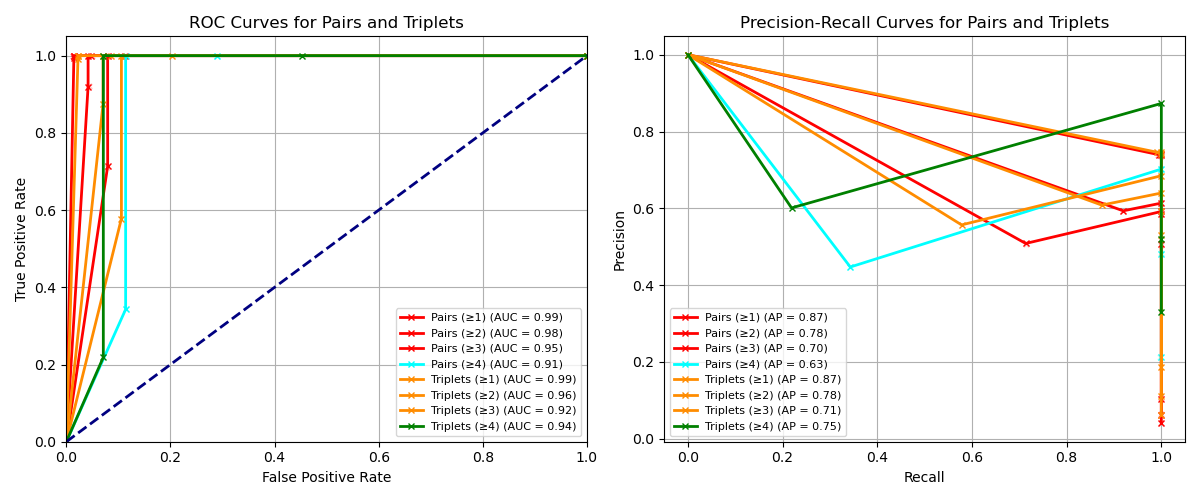 ROC Curves for Pairs and Triplets
True Positive Rate
1.0
0.8
0.6
0.4
0.2
0.0
0.0 0.2 0.4 0.6 0.8 1.0
False Positive Rate
Pairs (≥1) (AUC = 0.99)
Pairs (≥2) (AUC = 0.98)
Pairs (≥3) (AUC = 0.95)
Pairs (≥4) (AUC = 0.91)
Triplets (≥1) (AUC = 0.99)
Triplets (≥2) (AUC = 0.96)
Triplets (≥3) (AUC = 0.92)
Triplets (≥4) (AUC = 0.94)
Precision-Recall Curves for Pairs and Triplets
Precision
1.0
0.8
0.6
0.4
0.2
0.0
0.0 0.2 0.4 0.6 0.8 1.0
Recall
Pairs (≥1) (AP = 0.87)
Pairs (≥2) (AP = 0.78)
Pairs (≥3) (AP = 0.70)
Pairs (≥4) (AP = 0.63)
Triplets (≥1) (AP = 0.87)
Triplets (≥2) (AP = 0.78)
Triplets (≥3) (AP = 0.71)
Triplets (≥4) (AP = 0.75)